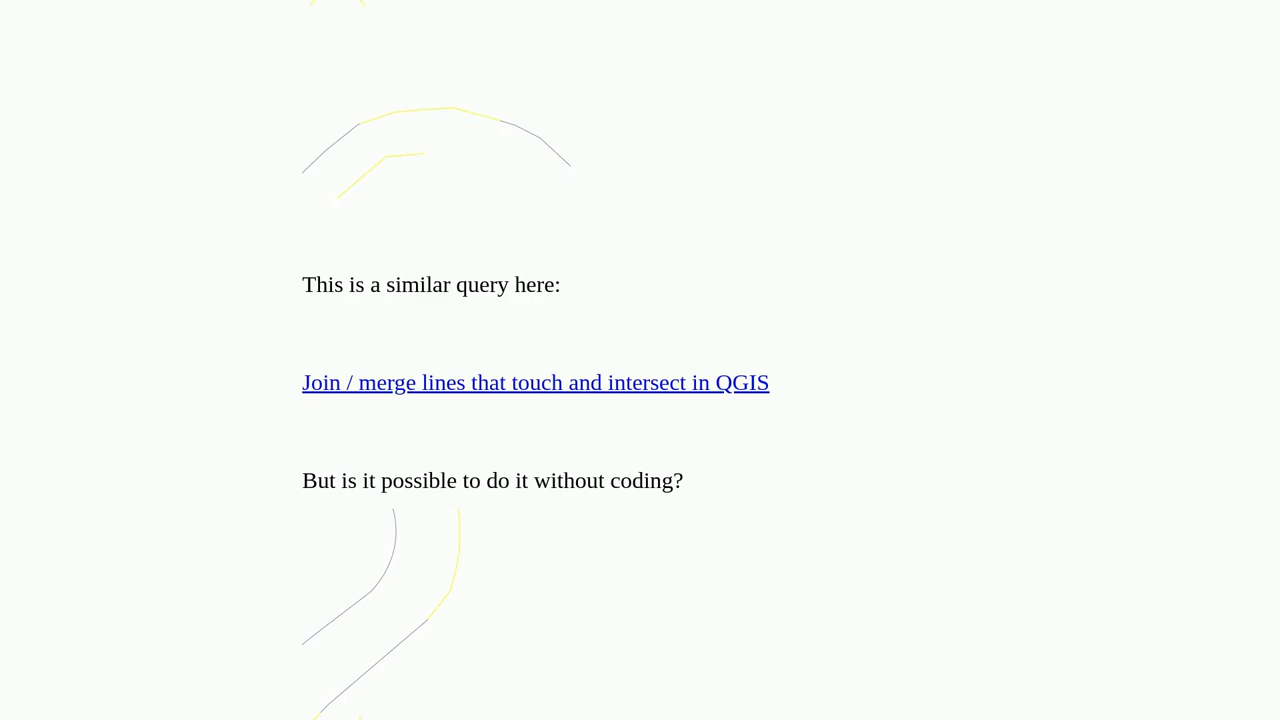 This is a similar query here:
Join / merge lines that touch and intersect in QGIS
But is it possible to do it without coding?